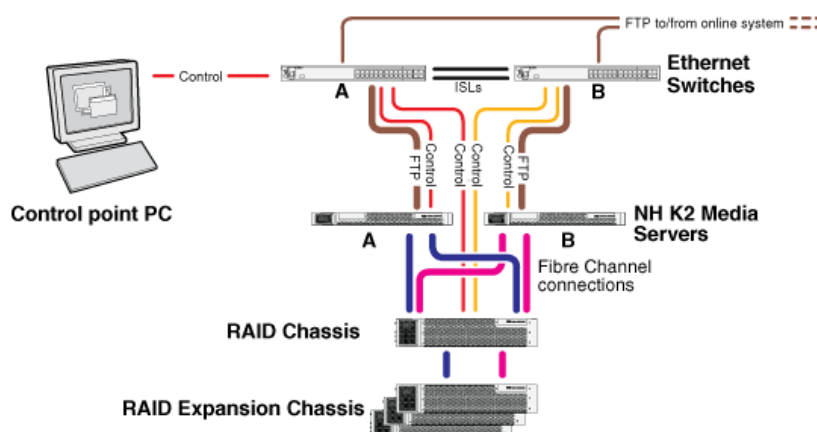 FTP to/from online system
Control
ISLs
Ethernet
Switches
A
B
FTP
Control
Control
Control
Control
FTP
Control point PC
NH K2 Media
Servers
A
B
Fibre Channel
connections
RAID Chassis
RAID Expansion Chassis